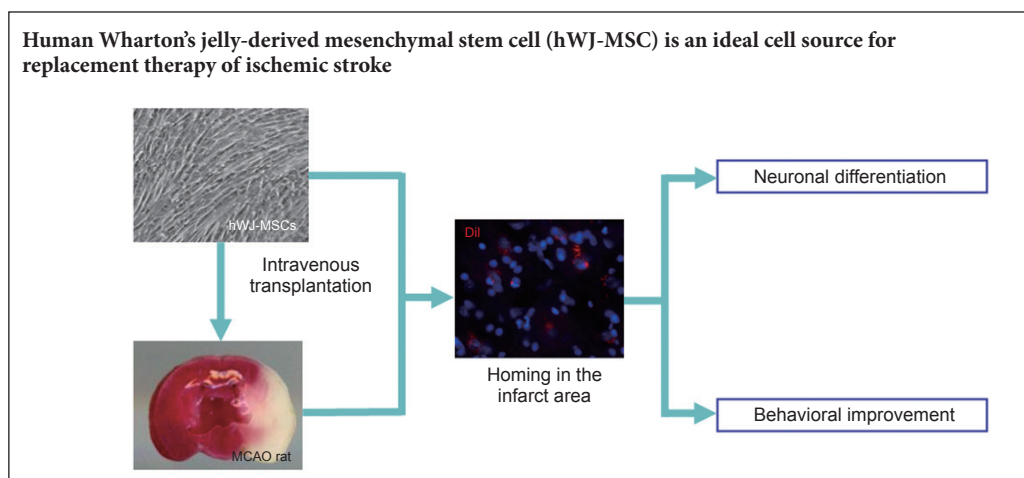 Human Wharton's jelly-derived mesenchymal stem cell (hWJ-MSC) is an ideal cell source for
replacement therapy of ischemic stroke
hWJ-MSCs
Intravenous
transplantation
MCAO rat
DiI
Homing in the
infarct area
Neuronal differentiation
Behavioral improvement